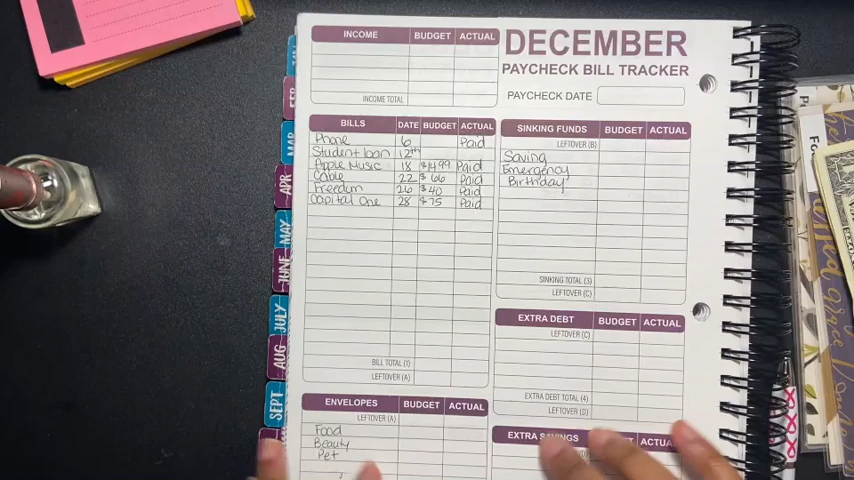 DECEMBER
PAYCHECK BILL TRACKER
PAYCHECK DATE
INCOME BUDGET ACTUAL
INCOME TOTAL
BILLS DATE BUDGET ACTUAL
Phone 6 Paid
Student loan 12th
Apple Music 18 $14.99 Paid
Cable 22 $66 Paid
Freedom 26 $40 Paid
Capital One 28 $75 Paid
BILL TOTAL (1)
LEFTOVER (A)
ENVELOPES BUDGET ACTUAL
LEFTOVER (A)
Food
Beauty
Pet
SINKING FUNDS BUDGET ACTUAL
LEFTOVER (B)
Saving
Emergency
Birthday
SINKING TOTAL (3)
LEFTOVER (C)
EXTRA DEBT BUDGET ACTUAL
LEFTOVER (C)
EXTRA DEBT TOTAL (4)
LEFTOVER (D)
EXTRA SAVINGS ACTUAL
FEB
MAR
APR
MAY
JUNE
JULY
AUG
SEPT